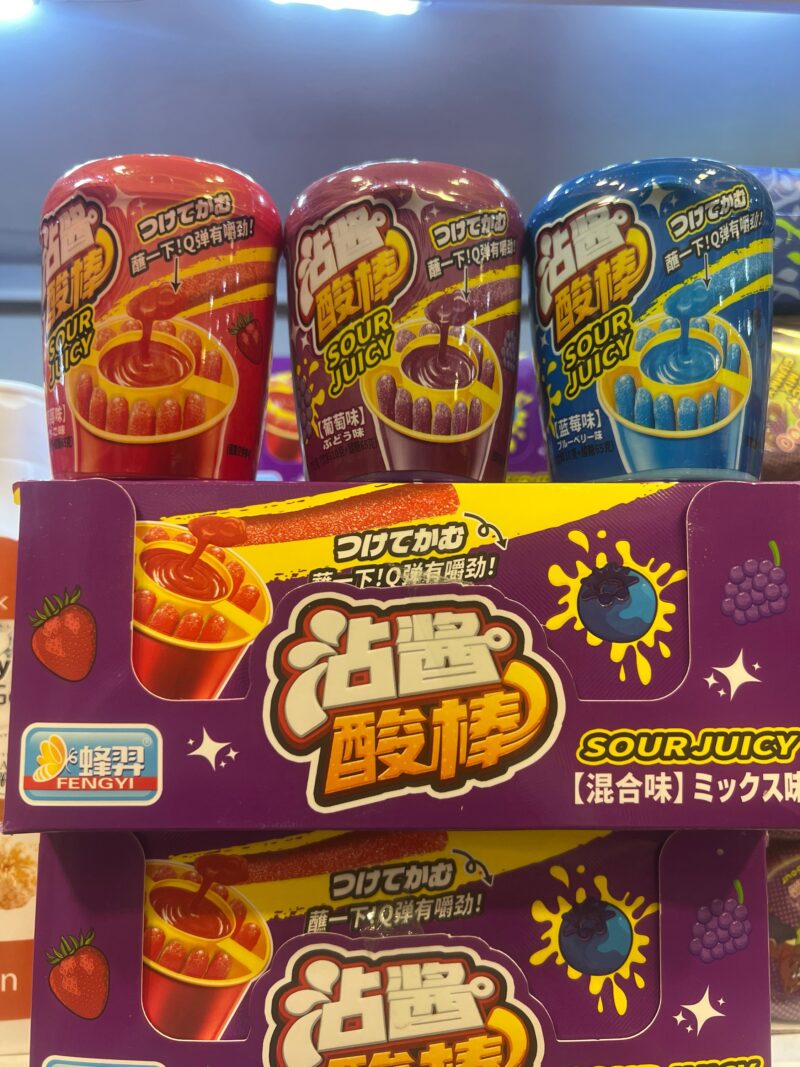 つけてかむ
蘸一下!Q弹有嚼劲!
沾酱
酸棒
SOUR
JUICY
つけてかむ
蘸一下!Q弹有嚼劲!
沾酱
酸棒
SOUR
JUICY
【葡萄味】
ぶどう味
つけてかむ
蘸一下!Q弹有嚼劲!
沾酱
酸棒
SOUR
JUICY
【蓝莓味】
ブルーベリー味
つけてかむ
蘸一下!Q弹有嚼劲!
沾酱
酸棒
蜂羿
FENGYI
SOUR JUICY
【混合味】ミックス味
つけてかむ
蘸一下!Q弹有嚼劲!
沾酱
酸棒